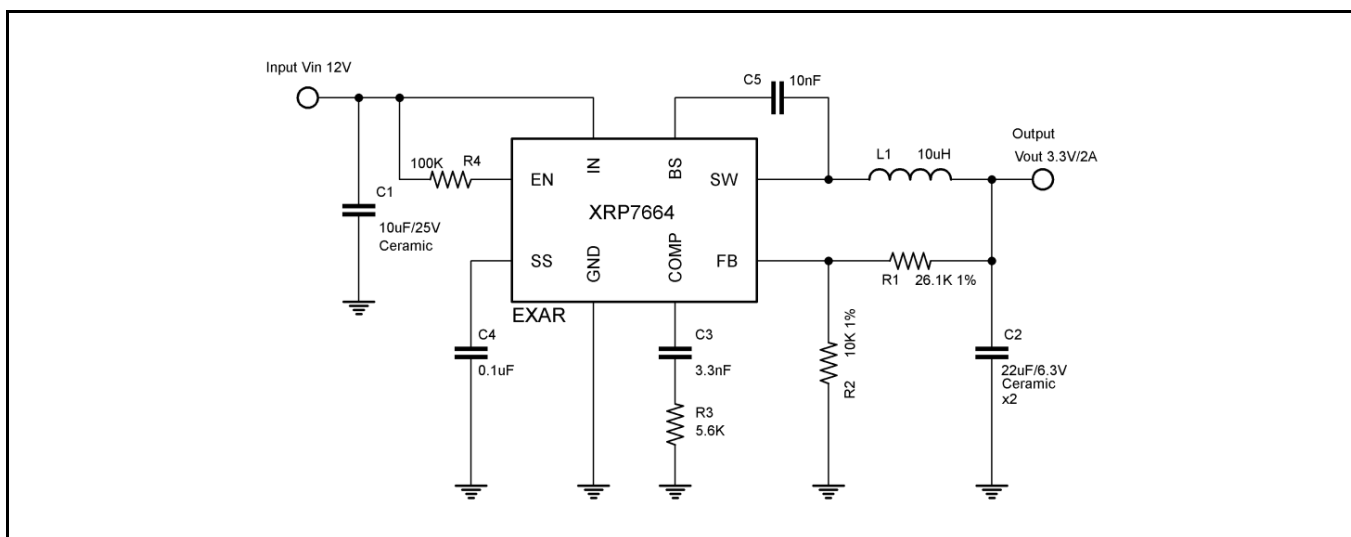 Input Vin 12V
C5 10nF
Output
Vout 3.3V/2A
L1 10uH
100K R4
EN
IN
BS
SW
C1
10uF/25V
Ceramic
XRP7664
SS
GND
COMP
FB
R1 26.1K 1%
EXAR
C4
0.1uF
C3
3.3nF
R2 10K 1%
C2
22uF/6.3V
Ceramic
x2
R3
5.6K